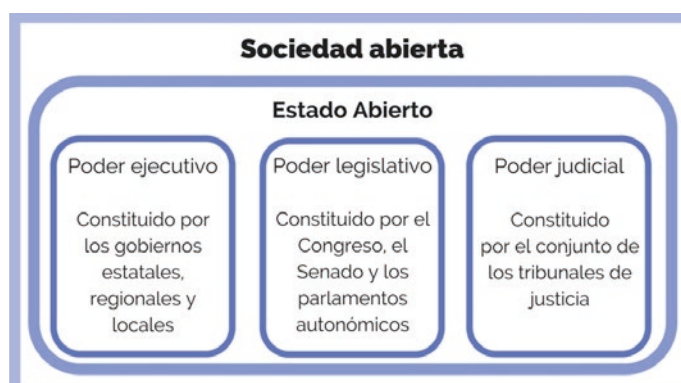 Sociedad abierta
Estado Abierto
Poder ejecutivo
Constituido por
los gobiernos
estatales,
regionales y
locales
Poder legislativo
Constituido por el
Congreso, el
Senado y los
parlamentos
autonómicos
Poder judicial
Constituido
por el conjunto de
los tribunales de
justicia